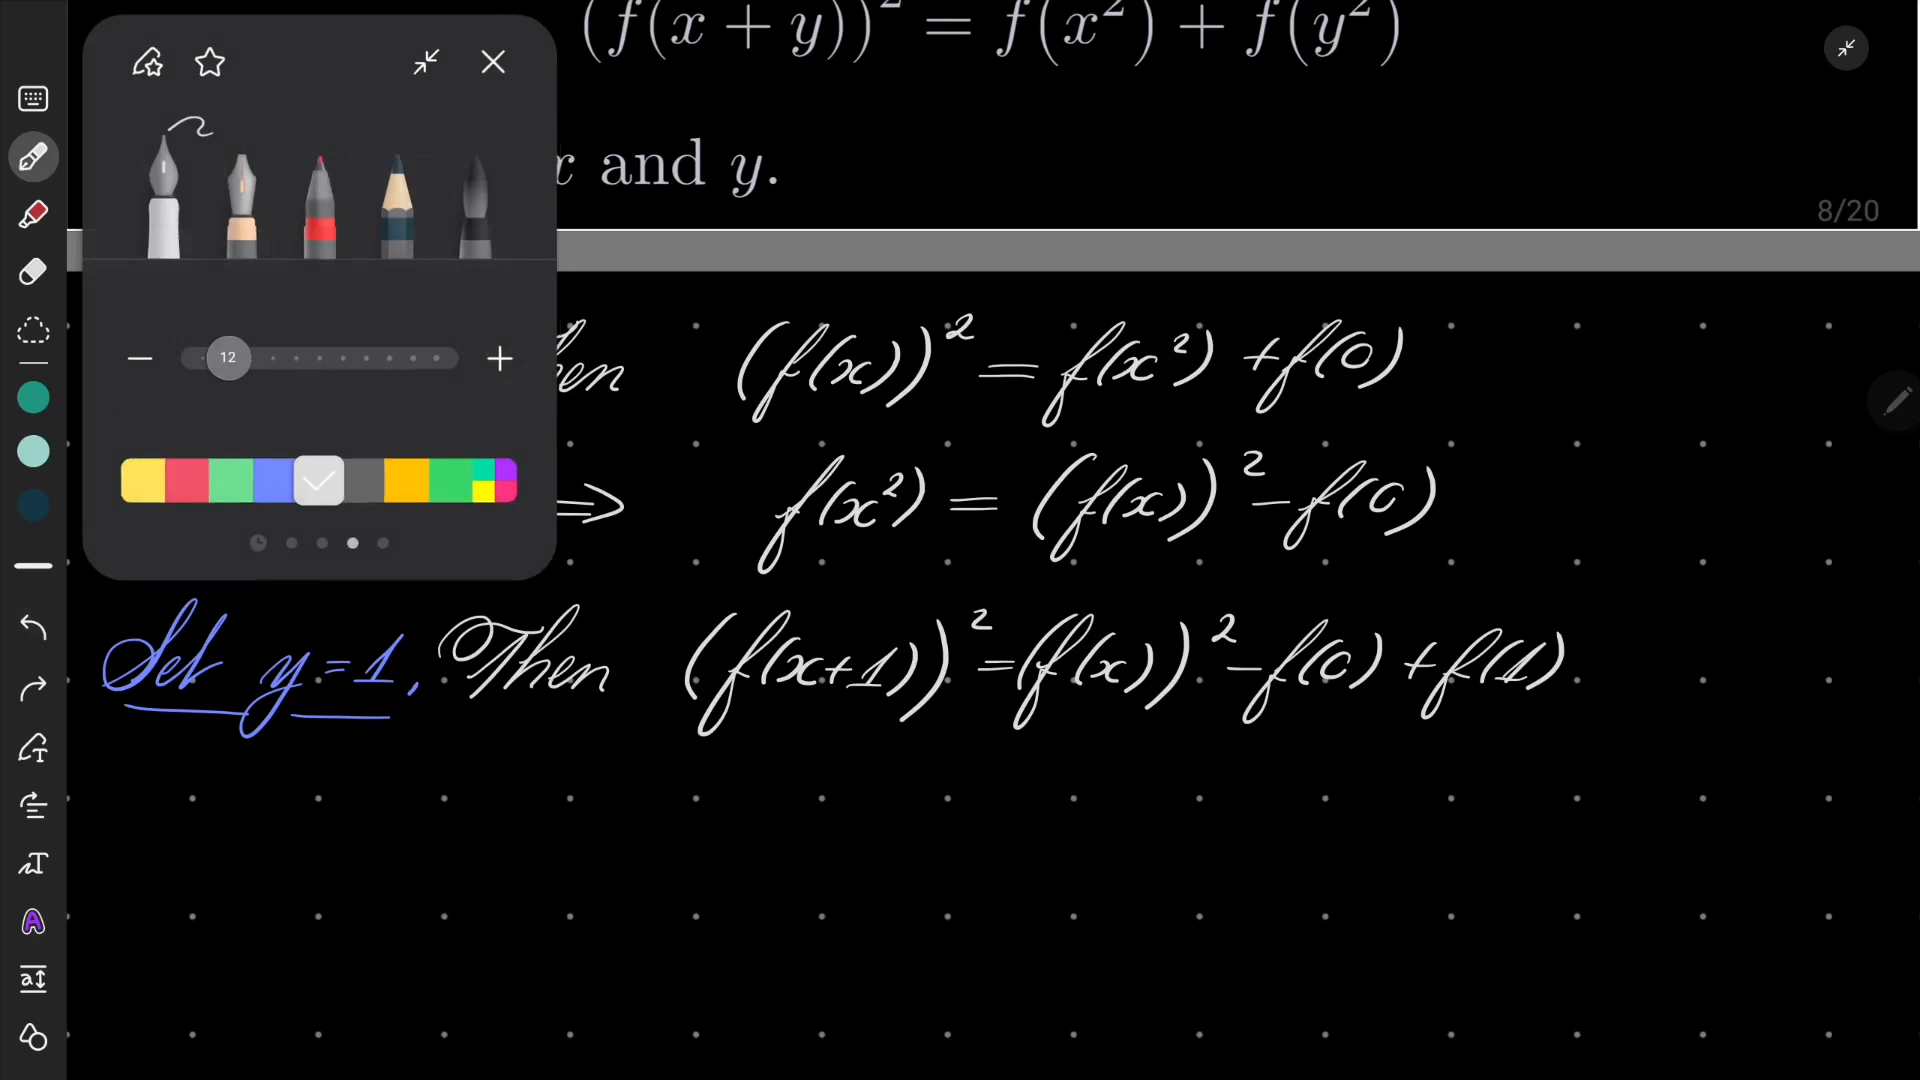 (f(x + y))² = f(x²) + f(y²)
x and y.
8/20
12
(f(x))² = f(x²) + f(0)
⇒ f(x²) = (f(x))² - f(0)
Set y = 1, Then (f(x+1))² = (f(x))² - f(0) + f(1)